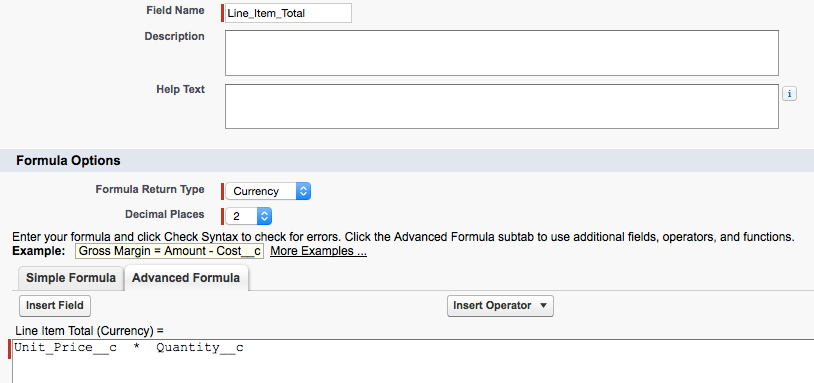 Field Name Line_Item_Total
Description
Help Text
i
Formula Options
Formula Return Type Currency
Decimal Places 2
Enter your formula and click Check Syntax to check for errors. Click the Advanced Formula subtab to use additional fields, operators, and functions.
Example: Gross Margin = Amount - Cost__c More Examples ...
Simple Formula Advanced Formula
Insert Field Insert Operator ▼
Line Item Total (Currency) =
Unit_Price__c * Quantity__c